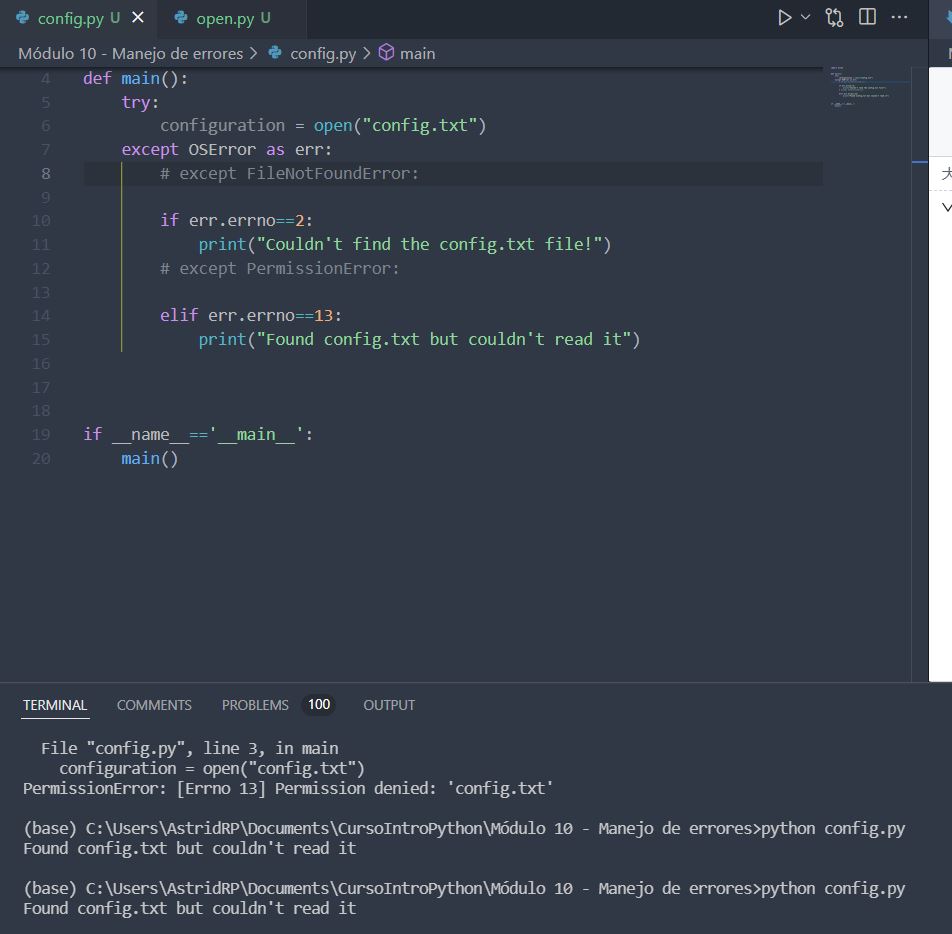 config.py U
open.py U
Módulo 10 - Manejo de errores > config.py > main
4 def main():
5 try:
6 configuration = open("config.txt")
7 except OSError as err:
8 # except FileNotFoundError:
9
10 if err.errno==2:
11 print("Couldn't find the config.txt file!")
12 # except PermissionError:
13
14 elif err.errno==13:
15 print("Found config.txt but couldn't read it")
16
17
18
19 if __name__=='__main__':
20 main()
TERMINAL COMMENTS PROBLEMS 100 OUTPUT
File "config.py", line 3, in main
configuration = open("config.txt")
PermissionError: [Errno 13] Permission denied: 'config.txt'
(base) C:\Users\AstridRP\Documents\CursoIntroPython\Módulo 10 - Manejo de errores>python config.py
Found config.txt but couldn't read it
(base) C:\Users\AstridRP\Documents\CursoIntroPython\Módulo 10 - Manejo de errores>python config.py
Found config.txt but couldn't read it